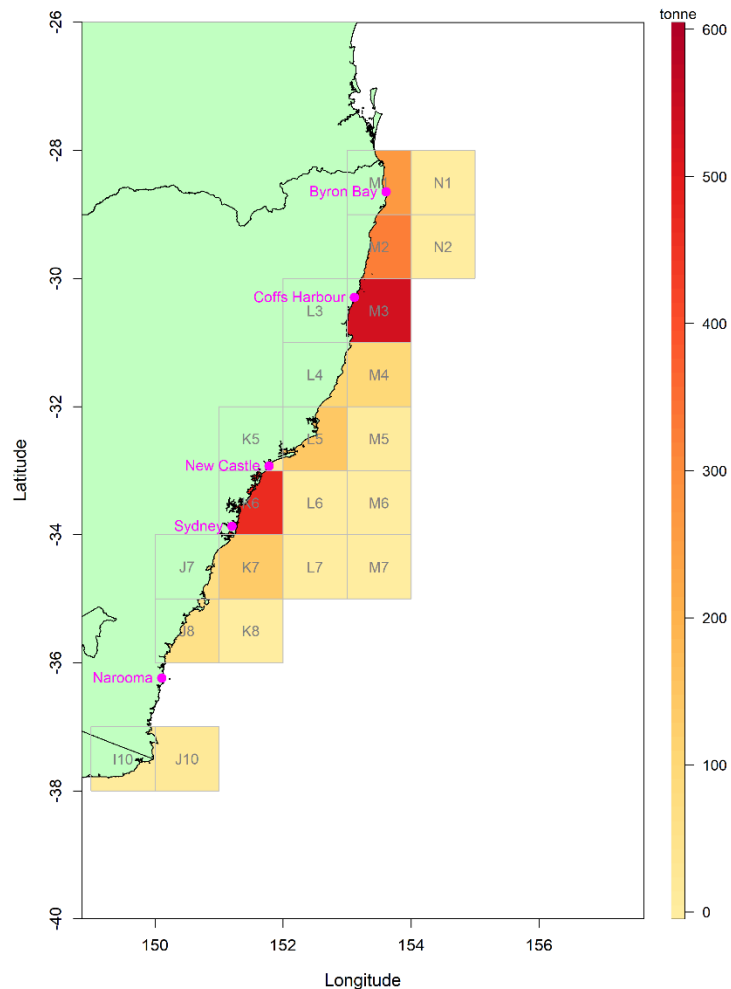 tonne
600
500
400
300
200
100
0
-26
-28
-30
-32
-34
-36
-38
-40
Latitude
150
152
154
156
Longitude
M1
N1
Byron Bay
M2
N2
Coffs Harbour
L3
M3
L4
M4
K5
L5
M5
New Castle
K6
L6
M6
Sydney
J7
K7
L7
M7
J8
K8
Narooma
I10
J10